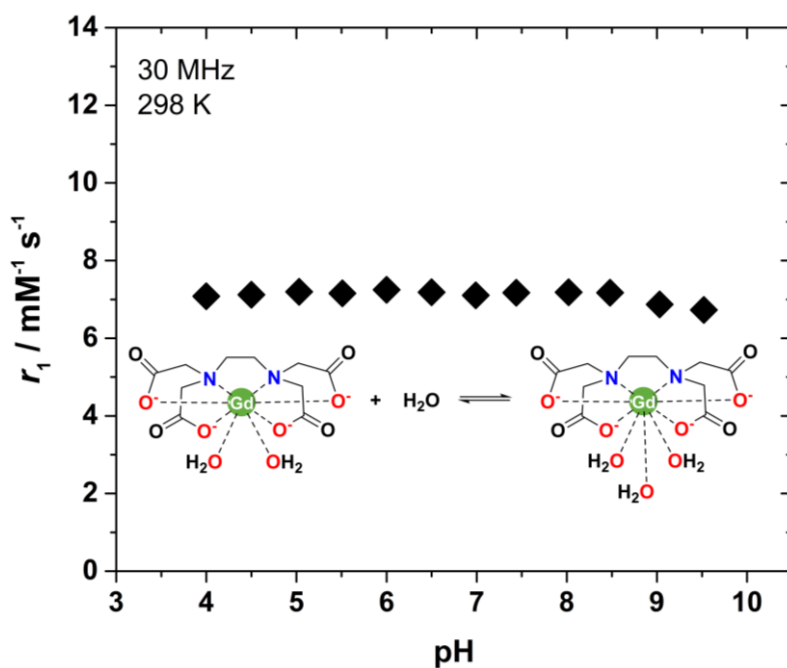 14
12
10
8
6
4
2
0
30 MHz
298 K
r₁ / mM⁻¹ s⁻¹
O O O O
N N N N
O⁻ Gd O⁻ + H₂O ⇌ O⁻ Gd O⁻
O O⁻ O⁻ O O O⁻ O⁻ O
H₂O OH₂ H₂O OH₂
H₂O
3 4 5 6 7 8 9 10
pH